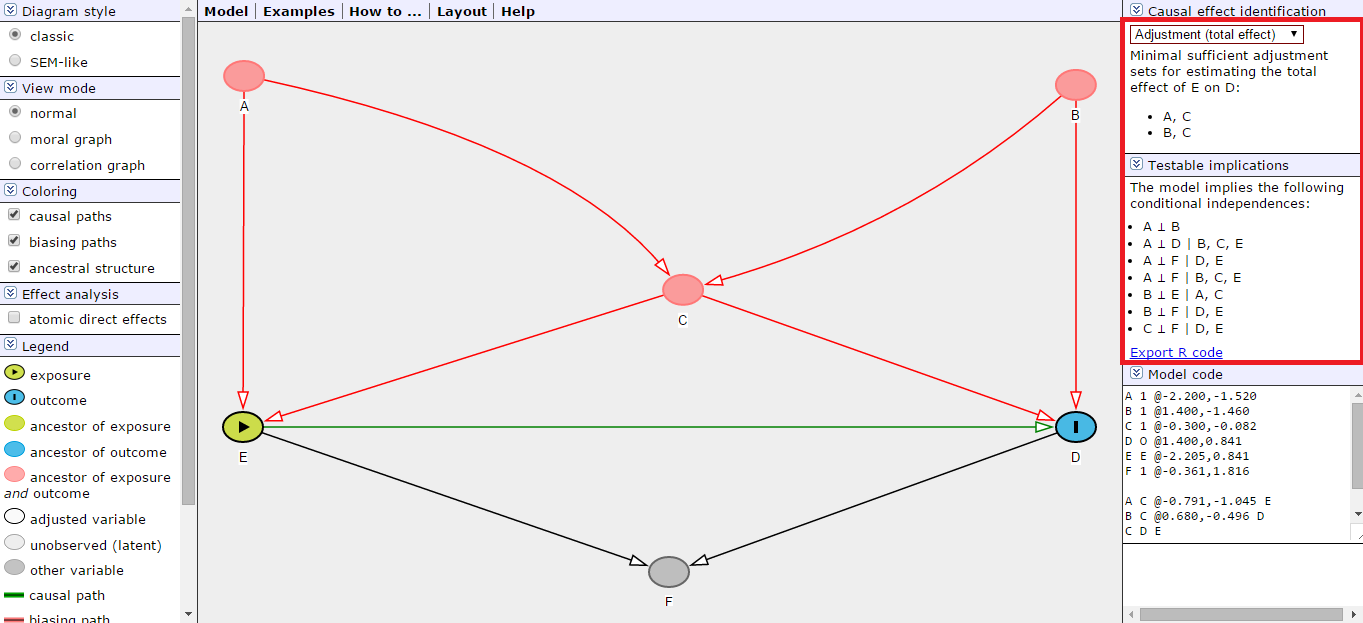 Diagram style
classic
SEM-like
View mode
normal
moral graph
correlation graph
Coloring
causal paths
biasing paths
ancestral structure
Effect analysis
atomic direct effects
Legend
exposure
outcome
ancestor of exposure
ancestor of outcome
ancestor of exposure
and outcome
adjusted variable
unobserved (latent)
other variable
causal path
biasing path
Model | Examples | How to ... | Layout | Help
A
B
C
E
D
F
Causal effect identification
Adjustment (total effect)
Minimal sufficient adjustment
sets for estimating the total
effect of E on D:
• A, C
• B, C
Testable implications
The model implies the following
conditional independences:
• A ⊥ B
• A ⊥ D | B, C, E
• A ⊥ F | D, E
• A ⊥ F | B, C, E
• B ⊥ E | A, C
• B ⊥ F | D, E
• C ⊥ F | D, E
Export R code
Model code
A 1 @-2.200,-1.520
B 1 @1.400,-1.460
C 1 @-0.300,-0.082
D O @1.400,0.841
E E @-2.205,0.841
F 1 @-0.361,1.816
A C @-0.791,-1.045 E
B C @0.680,-0.496 D
C D E